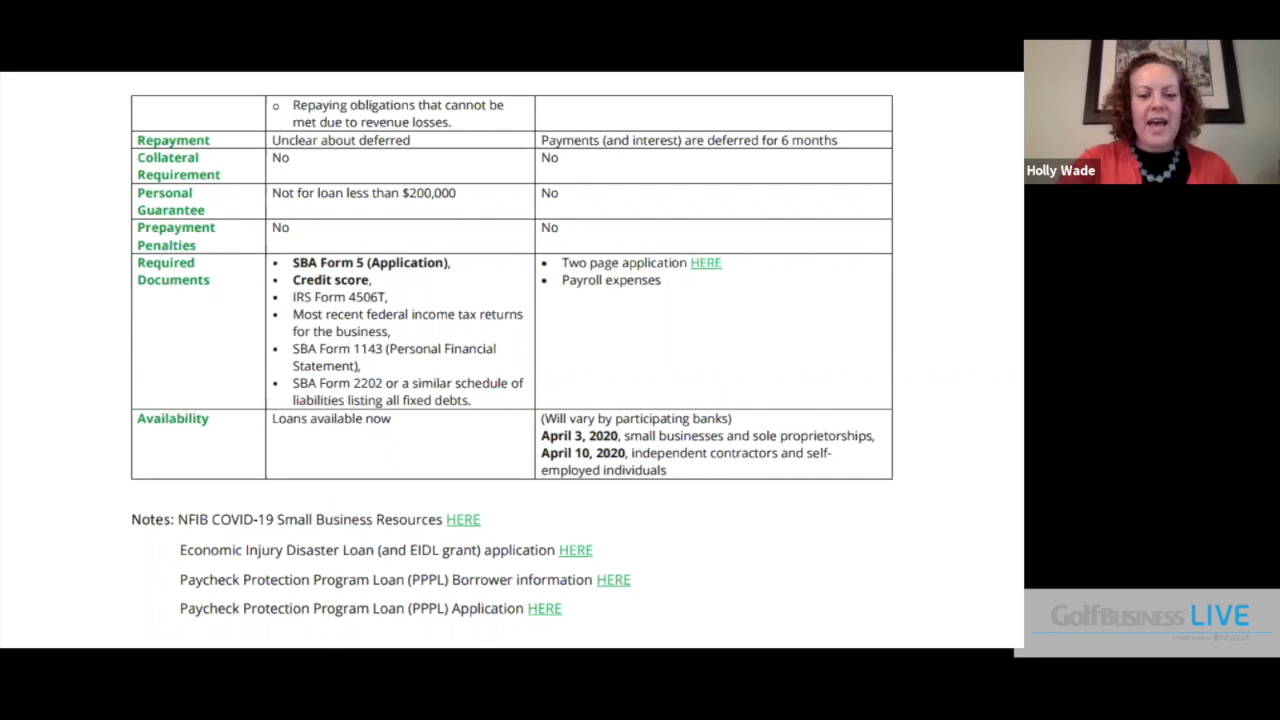 ○ Repaying obligations that cannot be
met due to revenue losses.
Repayment Unclear about deferred Payments (and interest) are deferred for 6 months
Collateral No No
Requirement
Personal Not for loan less than $200,000 No
Guarantee
Prepayment No No
Penalties
Required
Documents
• SBA Form 5 (Application),
• Credit score,
• IRS Form 4506T,
• Most recent federal income tax returns
for the business,
• SBA Form 1143 (Personal Financial
Statement),
• SBA Form 2202 or a similar schedule of
liabilities listing all fixed debts.
• Two page application HERE
• Payroll expenses
Availability Loans available now
(Will vary by participating banks)
April 3, 2020, small businesses and sole proprietorships,
April 10, 2020, independent contractors and self-
employed individuals
Notes: NFIB COVID-19 Small Business Resources HERE
Economic Injury Disaster Loan (and EIDL grant) application HERE
Paycheck Protection Program Loan (PPPL) Borrower information HERE
Paycheck Protection Program Loan (PPPL) Application HERE
Holly Wade
GOLFBUSINESS LIVE